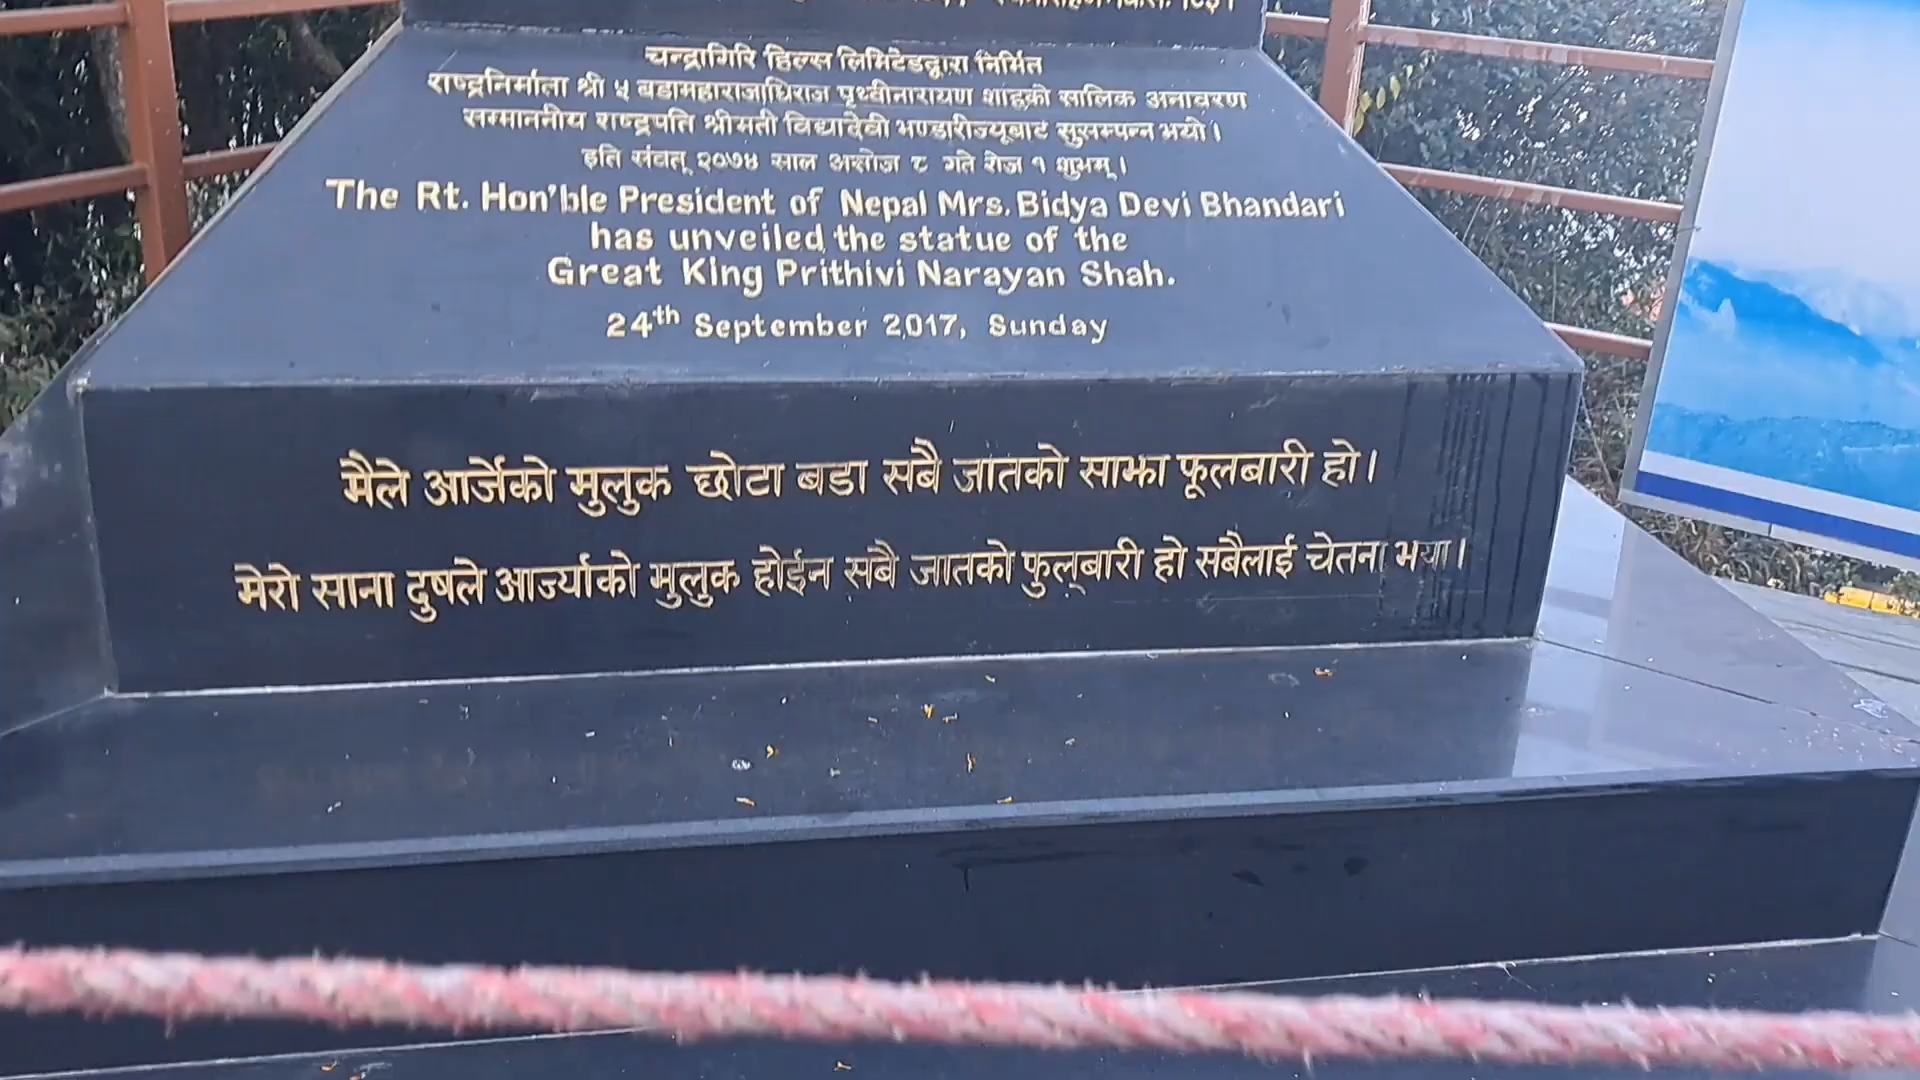 चन्द्रागिरि हिल्स लिमिटेडद्वारा निर्मित
राष्ट्रनिर्माता श्री ५ बडामहाराजाधिराज पृथ्वीनारायण शाहको सालिक अनावरण
सम्माननीय राष्ट्रपति श्रीमती विद्यादेवी भण्डारीज्यूबाट सुसम्पन्न भयो।
इति संवत् २०७४ साल असोज ८ गते रोज १ शुभम्।
The Rt. Hon'ble President of Nepal Mrs. Bidya Devi Bhandari
has unveiled the statue of the
Great King Prithivi Narayan Shah.
24th September 2017, Sunday
मैले आर्जेको मुलुक छोटा बडा सबै जातको साझा फूलबारी हो।
मेरो साना दुषले आर्ज्याको मुलुक होईन सबै जातको फुल्बारी हो सबैलाई चेतना भया।